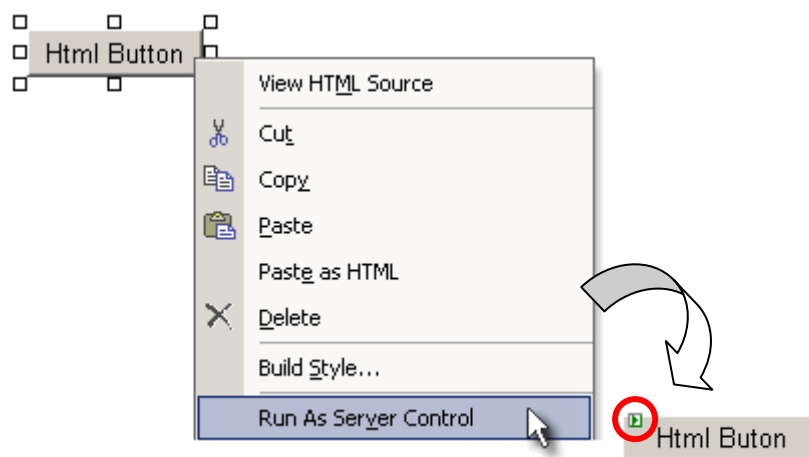 Html Button
View HTML Source
Cut
Copy
Paste
Paste as HTML
Delete
Build Style...
Run As Server Control
Html Buton